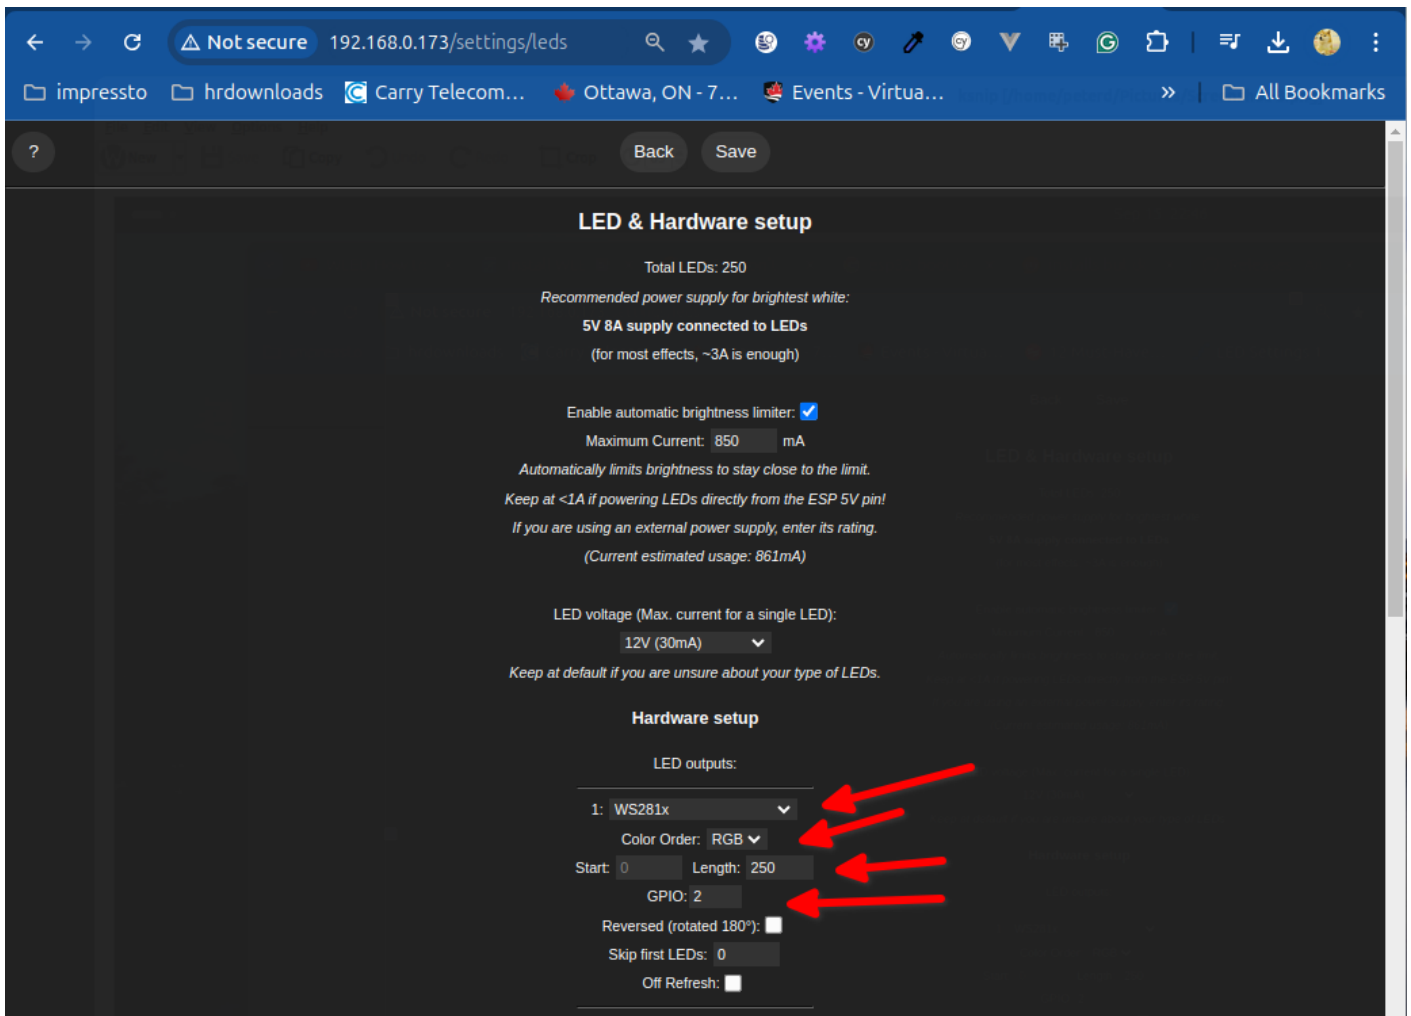 Not secure 192.168.0.173/settings/leds
impressto hrdownloads Carry Telecom... Ottawa, ON - 7... Events - Virtua... » All Bookmarks
? Back Save
LED & Hardware setup
Total LEDs: 250
Recommended power supply for brightest white:
5V 8A supply connected to LEDs
(for most effects, ~3A is enough)
Enable automatic brightness limiter:
Maximum Current: 850 mA
Automatically limits brightness to stay close to the limit.
Keep at <1A if powering LEDs directly from the ESP 5V pin!
If you are using an external power supply, enter its rating.
(Current estimated usage: 861mA)
LED voltage (Max. current for a single LED):
12V (30mA)
Keep at default if you are unsure about your type of LEDs.
Hardware setup
LED outputs:
1: WS281x
Color Order: RGB
Start: 0 Length: 250
GPIO: 2
Reversed (rotated 180°):
Skip first LEDs: 0
Off Refresh: